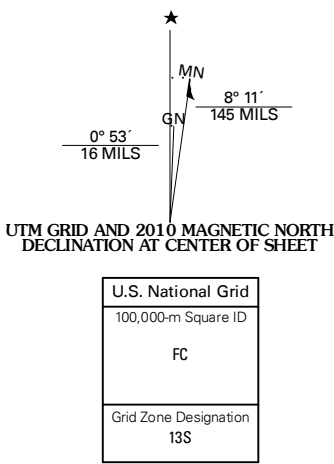 ★
MN
GN
8° 11´
145 MILS
0° 53´
16 MILS
UTM GRID AND 2010 MAGNETIC NORTH
DECLINATION AT CENTER OF SHEET
U.S. National Grid
100,000-m Square ID
FC
Grid Zone Designation
13S